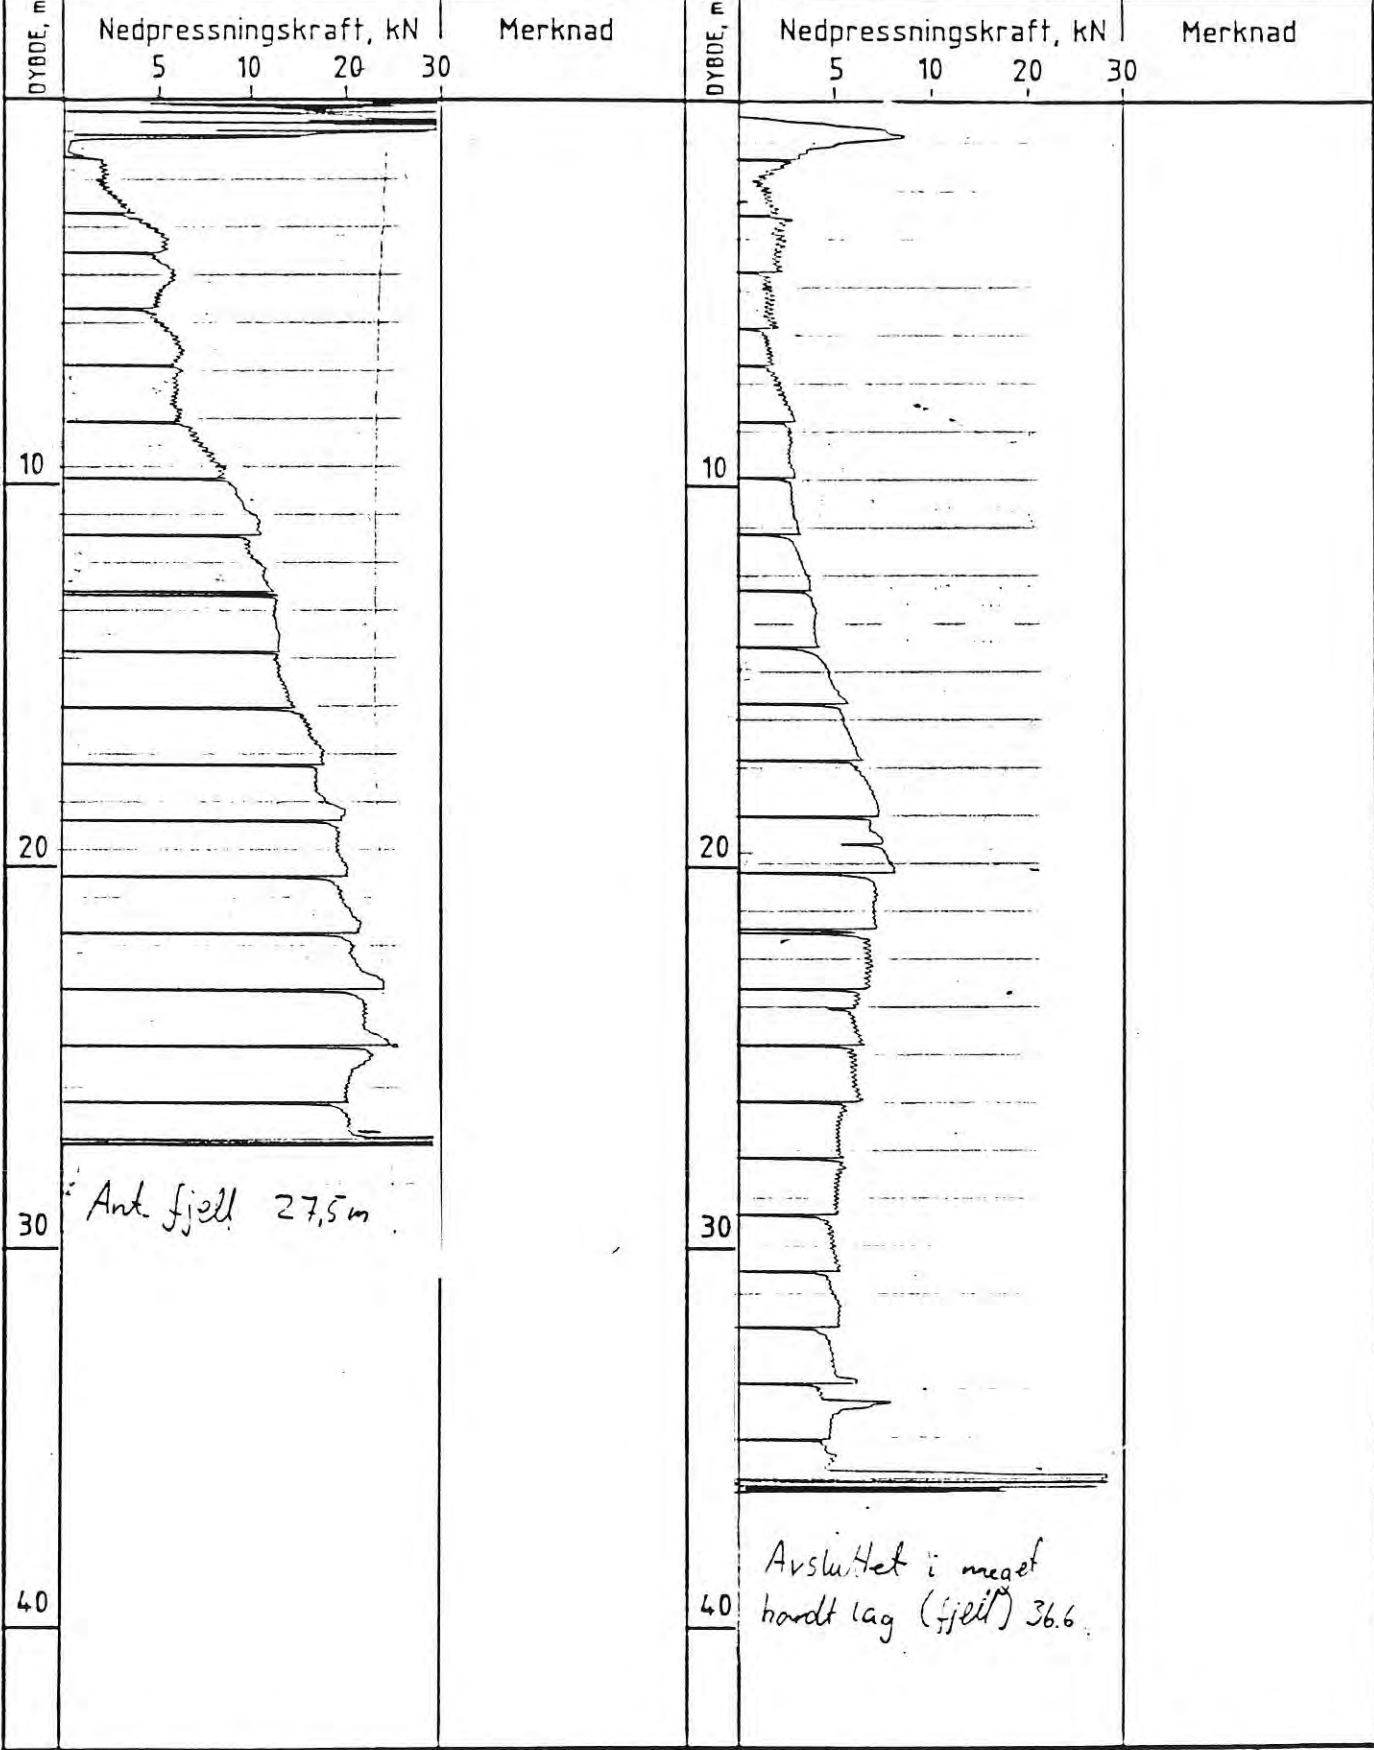 DYBDE, m
Nedpressningskraft, kN
Merknad
5 10 20 30
10
20
30
40
Ant. fjell 27,5m
DYBDE, m
Nedpressningskraft, kN
Merknad
5 10 20 30
10
20
30
40
Avsluttet i meget
hardt lag (fjell) 36.6